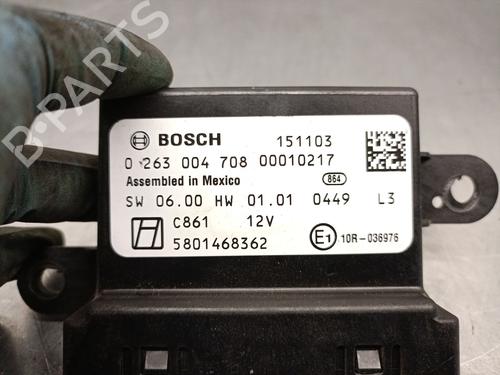 B-PARTS
BOSCH 151103
0 263 004 708 00010217
Assembled in Mexico 864
SW 06.00 HW 01.01 0449 L3
C861 12V
5801468362 E1 10R-036976